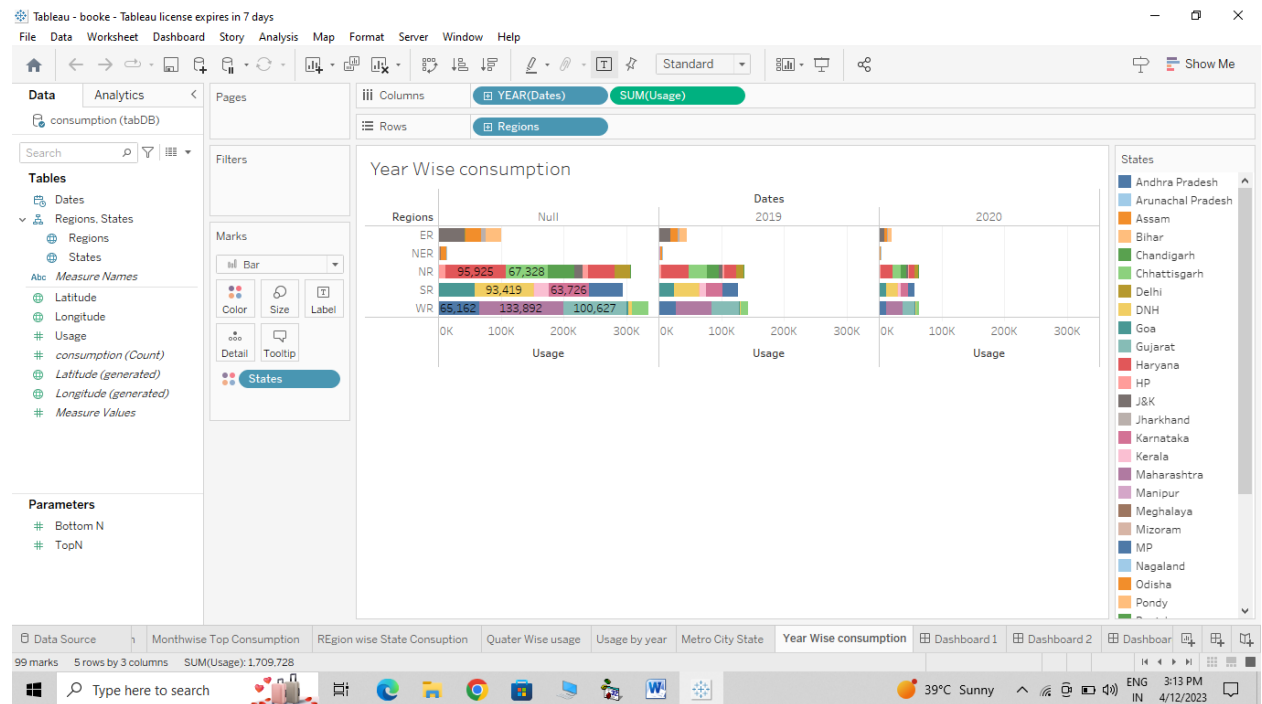 Tableau - booke - Tableau license expires in 7 days
File Data Worksheet Dashboard Story Analysis Map Format Server Window Help
Standard
Show Me
Data Analytics
consumption (tabDB)
Search
Tables
Dates
Regions, States
Regions
States
Abc Measure Names
Latitude
Longitude
# Usage
# consumption (Count)
Latitude (generated)
Longitude (generated)
# Measure Values
Parameters
# Bottom N
# TopN
Pages
Filters
Marks
Bar
Color Size Label
Detail Tooltip
States
iii Columns YEAR(Dates) SUM(Usage)
Rows Regions
Year Wise consumption
Dates
Regions Null 2019 2020
ER
NER
NR 95,925 67,328
SR 93,419 63,726
WR 65,162 133,892 100,627
0K 100K 200K 300K 0K 100K 200K 300K 0K 100K 200K 300K
Usage Usage Usage
States
Andhra Pradesh
Arunachal Pradesh
Assam
Bihar
Chandigarh
Chhattisgarh
Delhi
DNH
Goa
Gujarat
Haryana
HP
J&K
Jharkhand
Karnataka
Kerala
Maharashtra
Manipur
Meghalaya
Mizoram
MP
Nagaland
Odisha
Pondy
Data Source Monthwise Top Consumption REgion wise State Consuption Quater Wise usage Usage by year Metro City State Year Wise consumption Dashboard 1 Dashboard 2 Dashboar
99 marks 5 rows by 3 columns SUM(Usage): 1,709,728
Type here to search 39°C Sunny ENG 3:13 PM
IN 4/12/2023